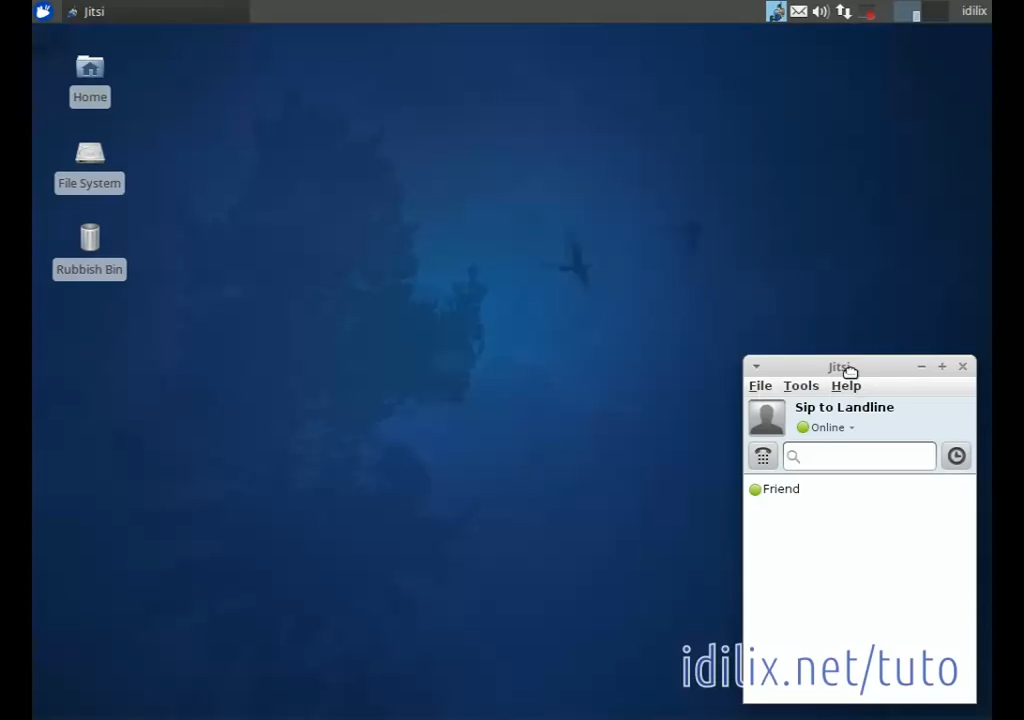 Jitsi
idilix
Home
File System
Rubbish Bin
Jitsi
File Tools Help
Sip to Landline
Online
Friend
idilix.net/tuto